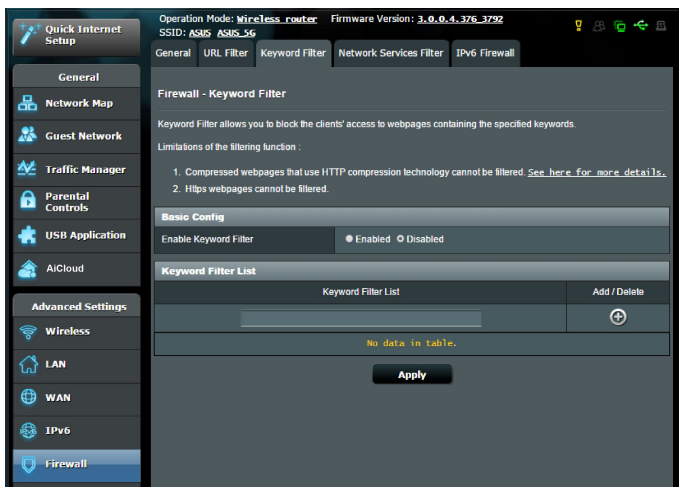 Quick Internet
Setup
Operation Mode: Wireless router Firmware Version: 3.0.0.4.376_3792
SSID: ASUS ASUS_5G
General URL Filter Keyword Filter Network Services Filter IPv6 Firewall
General
Network Map
Guest Network
Traffic Manager
Parental
Controls
USB Application
AiCloud
Advanced Settings
Wireless
LAN
WAN
IPv6
Firewall
Firewall - Keyword Filter
Keyword Filter allows you to block the clients' access to webpages containing the specified keywords.
Limitations of the filtering function :
1. Compressed webpages that use HTTP compression technology cannot be filtered. See here for more details.
2. Https webpages cannot be filtered.
Basic Config
Enable Keyword Filter Enabled Disabled
Keyword Filter List
Keyword Filter List Add / Delete
No data in table.
Apply